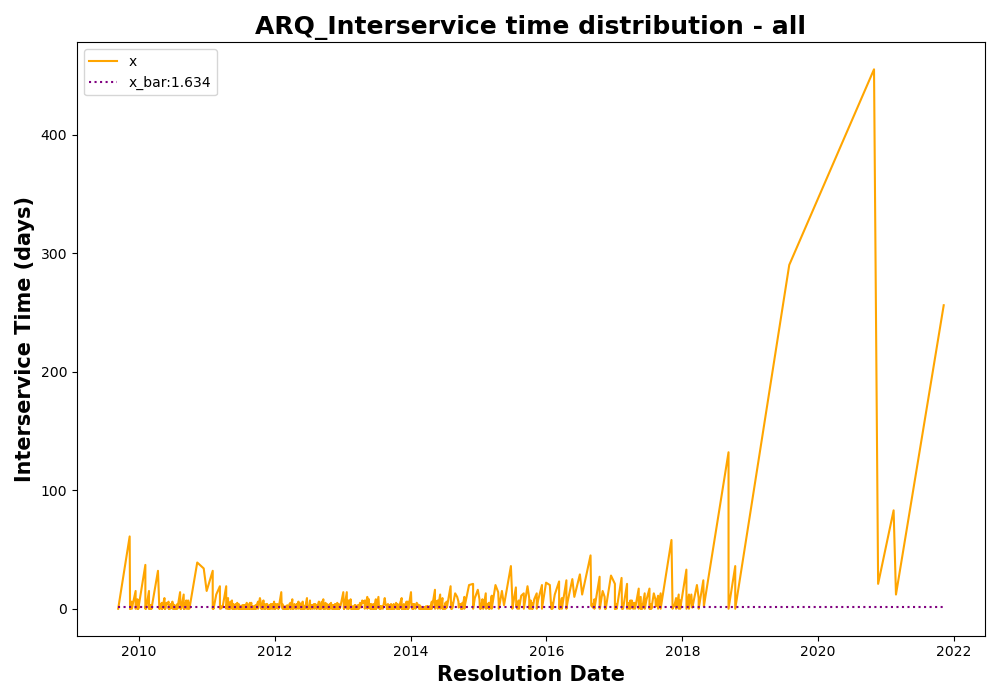 ARQ_Interservice time distribution - all
x
x_bar:1.634
Interservice Time (days)
400
300
200
100
0
2010 2012 2014 2016 2018 2020 2022
Resolution Date